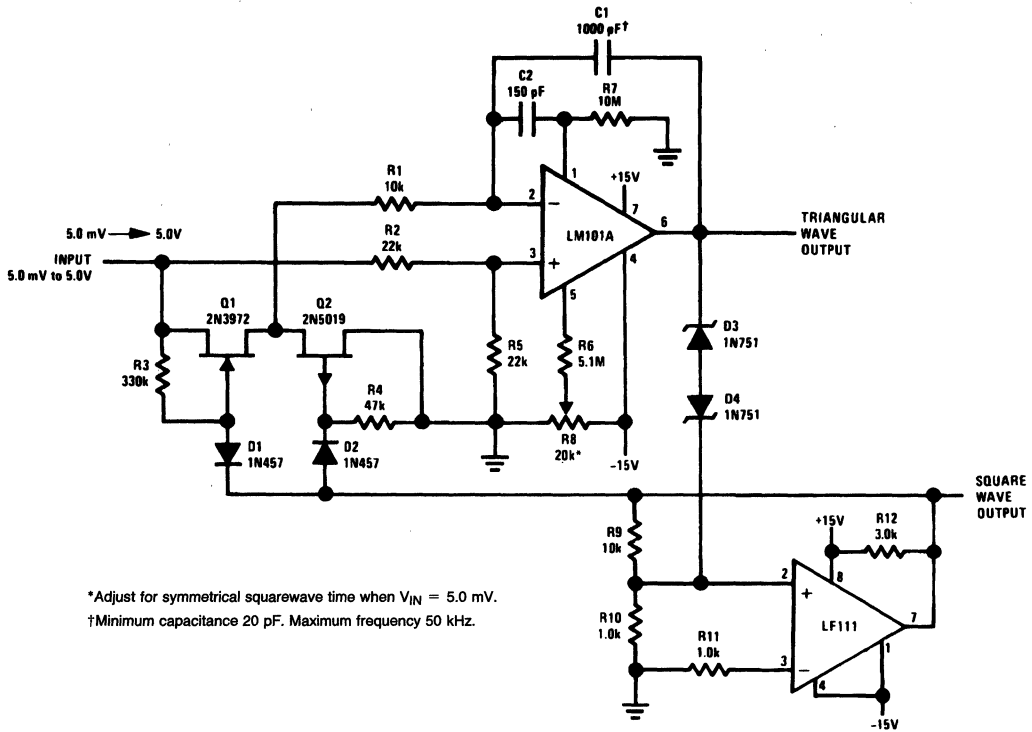 C1
1000 pF†
C2
150 pF
R7
10M
R1
10k
1
+15V
2
−
7
5.0 mV → 5.0V
R2
22k
LM101A
6
TRIANGULAR
WAVE
OUTPUT
INPUT
5.0 mV to 5.0V
3
+
4
5
Q1
2N3972
Q2
2N5019
R3
330k
R5
22k
R6
5.1M
D3
1N751
R4
47k
D4
1N751
R8
20k*
-15V
D1
1N457
D2
1N457
SQUARE
WAVE
OUTPUT
R9
10k
+15V
R12
3.0k
2
+
8
*Adjust for symmetrical squarewave time when VIN = 5.0 mV.
†Minimum capacitance 20 pF. Maximum frequency 50 kHz.
R10
1.0k
R11
1.0k
LF111
7
1
3
−
4
-15V